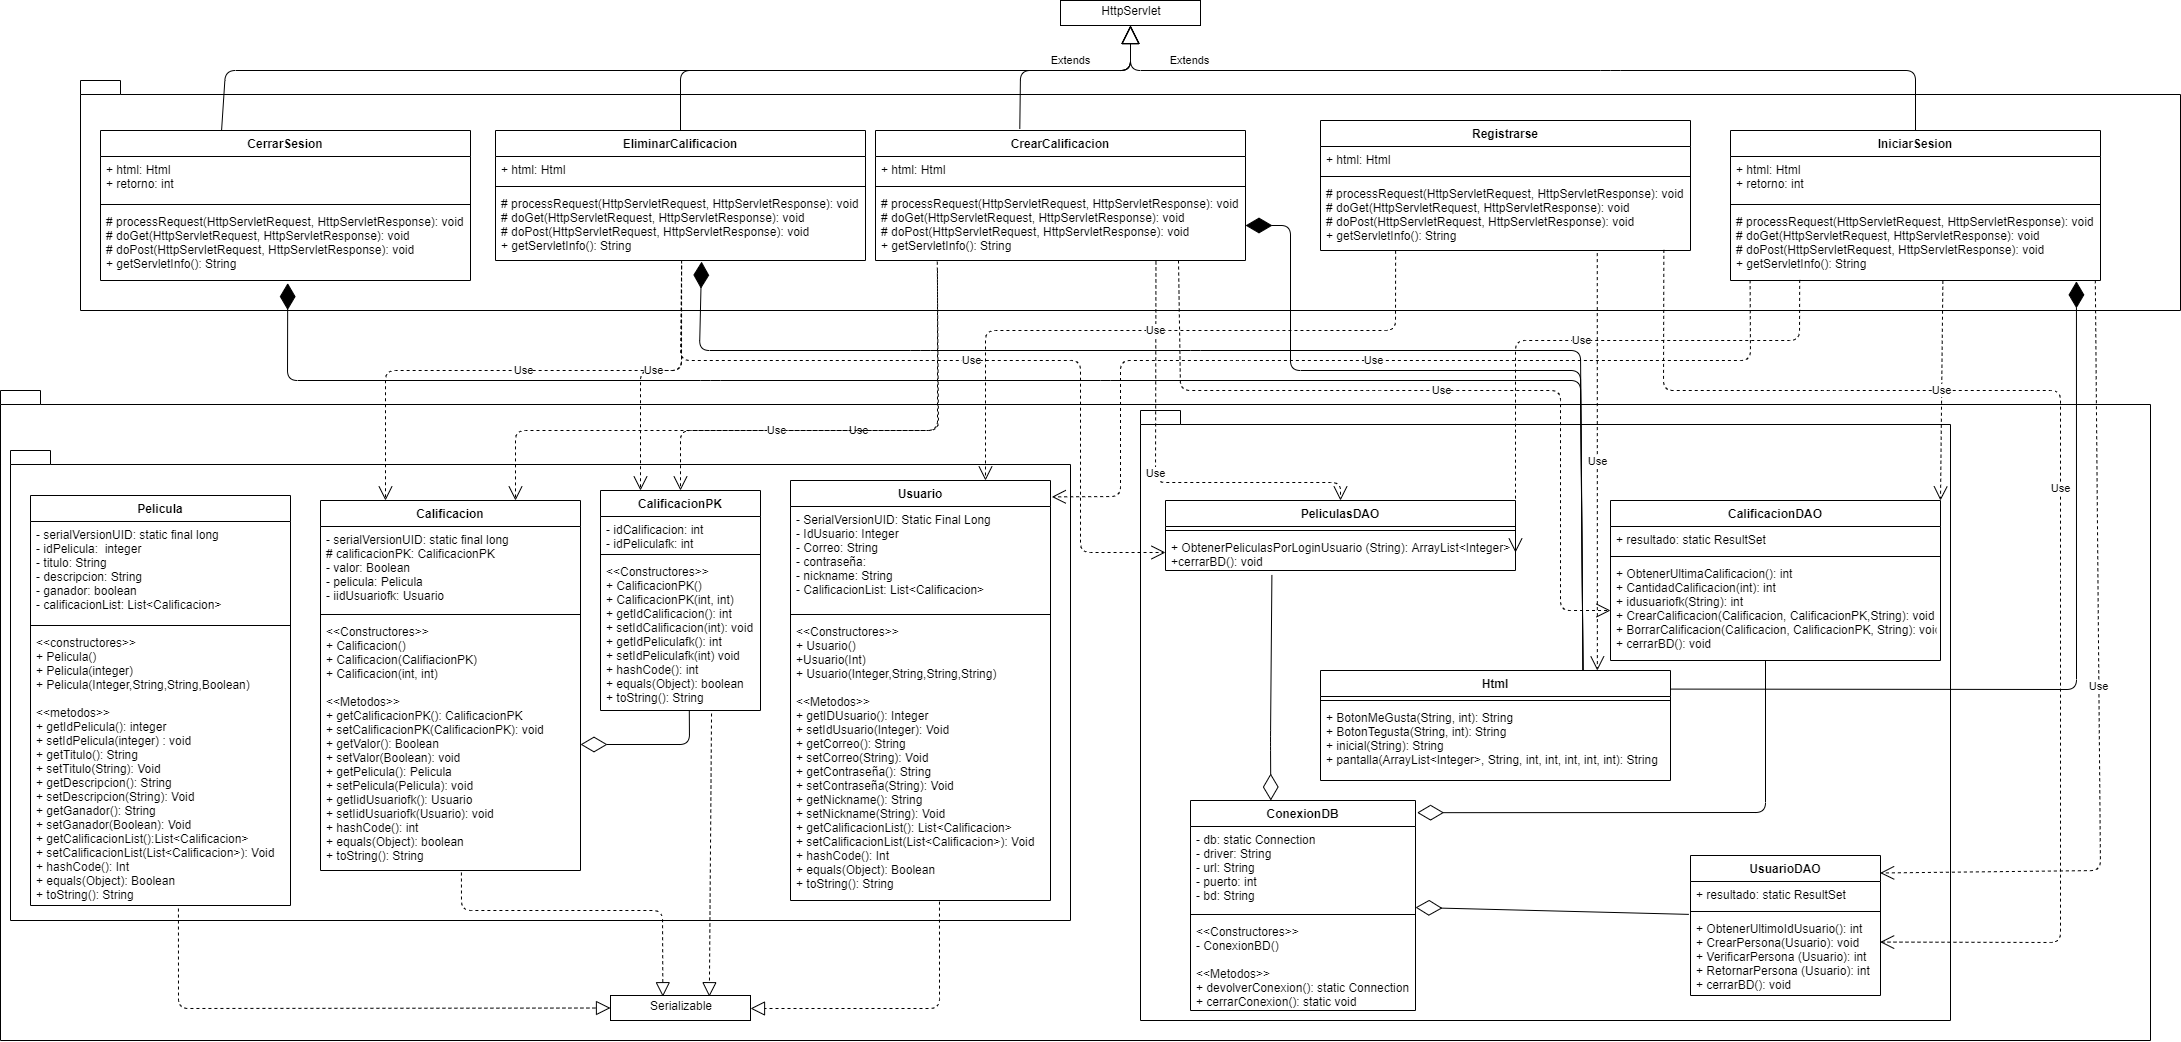 HttpServlet
Extends
Extends
CerrarSesion
+ html: Html
+ retorno: int
# processRequest(HttpServletRequest, HttpServletResponse): void
# doGet(HttpServletRequest, HttpServletResponse): void
# doPost(HttpServletRequest, HttpServletResponse): void
+ getServletInfo(): String
EliminarCalificacion
+ html: Html
# processRequest(HttpServletRequest, HttpServletResponse): void
# doGet(HttpServletRequest, HttpServletResponse): void
# doPost(HttpServletRequest, HttpServletResponse): void
+ getServletInfo(): String
CrearCalificacion
+ html: Html
# processRequest(HttpServletRequest, HttpServletResponse): void
# doGet(HttpServletRequest, HttpServletResponse): void
# doPost(HttpServletRequest, HttpServletResponse): void
+ getServletInfo(): String
Registrarse
+ html: Html
# processRequest(HttpServletRequest, HttpServletResponse): void
# doGet(HttpServletRequest, HttpServletResponse): void
# doPost(HttpServletRequest, HttpServletResponse): void
+ getServletInfo(): String
IniciarSesion
+ html: Html
+ retorno: int
# processRequest(HttpServletRequest, HttpServletResponse): void
# doGet(HttpServletRequest, HttpServletResponse): void
# doPost(HttpServletRequest, HttpServletResponse): void
+ getServletInfo(): String
Use
Use
Use
Use
Use
Use
Use
Use
Use
Use
Use
Use
Use
Use
Pelicula
- serialVersionUID: static final long
- idPelicula: integer
- titulo: String
- descripcion: String
- ganador: boolean
- calificacionList: List<Calificacion>
<<constructores>>
+ Pelicula()
+ Pelicula(integer)
+ Pelicula(Integer,String,String,Boolean)
<<metodos>>
+ getIdPelicula(): integer
+ setIdPelicula(integer) : void
+ getTitulo(): String
+ setTitulo(String): Void
+ getDescripcion(): String
+ setDescripcion(String): Void
+ getGanador(): String
+ setGanador(Boolean): Void
+ getCalificacionList():List<Calificacion>
+ setCalificacionList(List<Calificacion>): Void
+ hashCode(): Int
+ equals(Object): Boolean
+ toString(): String
Calificacion
- serialVersionUID: static final long
# calificacionPK: CalificacionPK
- valor: Boolean
- pelicula: Pelicula
- iidUsuariofk: Usuario
<<Constructores>>
+ Calificacion()
+ Calificacion(CalifiacionPK)
+ Calificacion(int, int)
<<Metodos>>
+ getCalificacionPK(): CalificacionPK
+ setCalificacionPK(CalificacionPK): void
+ getValor(): Boolean
+ setValor(Boolean): void
+ getPelicula(): Pelicula
+ setPelicula(Pelicula): void
+ getIidUsuariofk(): Usuario
+ setIidUsuariofk(Usuario): void
+ hashCode(): int
+ equals(Object): boolean
+ toString(): String
CalificacionPK
- idCalificacion: int
- idPeliculafk: int
<<Constructores>>
+ CalificacionPK()
+ CalificacionPK(int, int)
+ getIdCalificacion(): int
+ setIdCalificacion(int): void
+ getIdPeliculafk(): int
+ setIdPeliculafk(int) void
+ hashCode(): int
+ equals(Object): boolean
+ toString(): String
Usuario
- SerialVersionUID: Static Final Long
- IdUsuario: Integer
- Correo: String
- contraseña:
- nickname: String
- CalificacionList: List<Calificacion>
<<Constructores>>
+ Usuario()
+Usuario(Int)
+ Usuario(Integer,String,String,String)
<<Metodos>>
+ getIDUsuario(): Integer
+ setIdUsuario(Integer): Void
+ getCorreo(): String
+ setCorreo(String): Void
+ getContraseña(): String
+ setContraseña(String): Void
+ getNickname(): String
+ setNickname(String): Void
+ getCalificacionList(): List<Calificacion>
+ setCalificacionList(List<Calificacion>): Void
+ hashCode(): Int
+ equals(Object): Boolean
+ toString(): String
Serializable
PeliculasDAO
+ ObtenerPeliculasPorLoginUsuario (String): ArrayList<Integer>
+cerrarBD(): void
CalificacionDAO
+ resultado: static ResultSet
+ ObtenerUltimaCalificacion(): int
+ CantidadCalificacion(int): int
+ idusuariofk(String): int
+ CrearCalificacion(Calificacion, CalificacionPK,String): void
+ BorrarCalificacion(Calificacion, CalificacionPK, String): voi
+ cerrarBD(): void
Html
+ BotonMeGusta(String, int): String
+ BotonTegusta(String, int): String
+ inicial(String): String
+ pantalla(ArrayList<Integer>, String, int, int, int, int, int): String
ConexionDB
- db: static Connection
- driver: String
- url: String
- puerto: int
- bd: String
<<Constructores>>
- ConexionBD()
<<Metodos>>
+ devolverConexion(): static Connection
+ cerrarConexion(): static void
UsuarioDAO
+ resultado: static ResultSet
+ ObtenerUltimoIdUsuario(): int
+ CrearPersona(Usuario): void
+ VerificarPersona (Usuario): int
+ RetornarPersona (Usuario): int
+ cerrarBD(): void